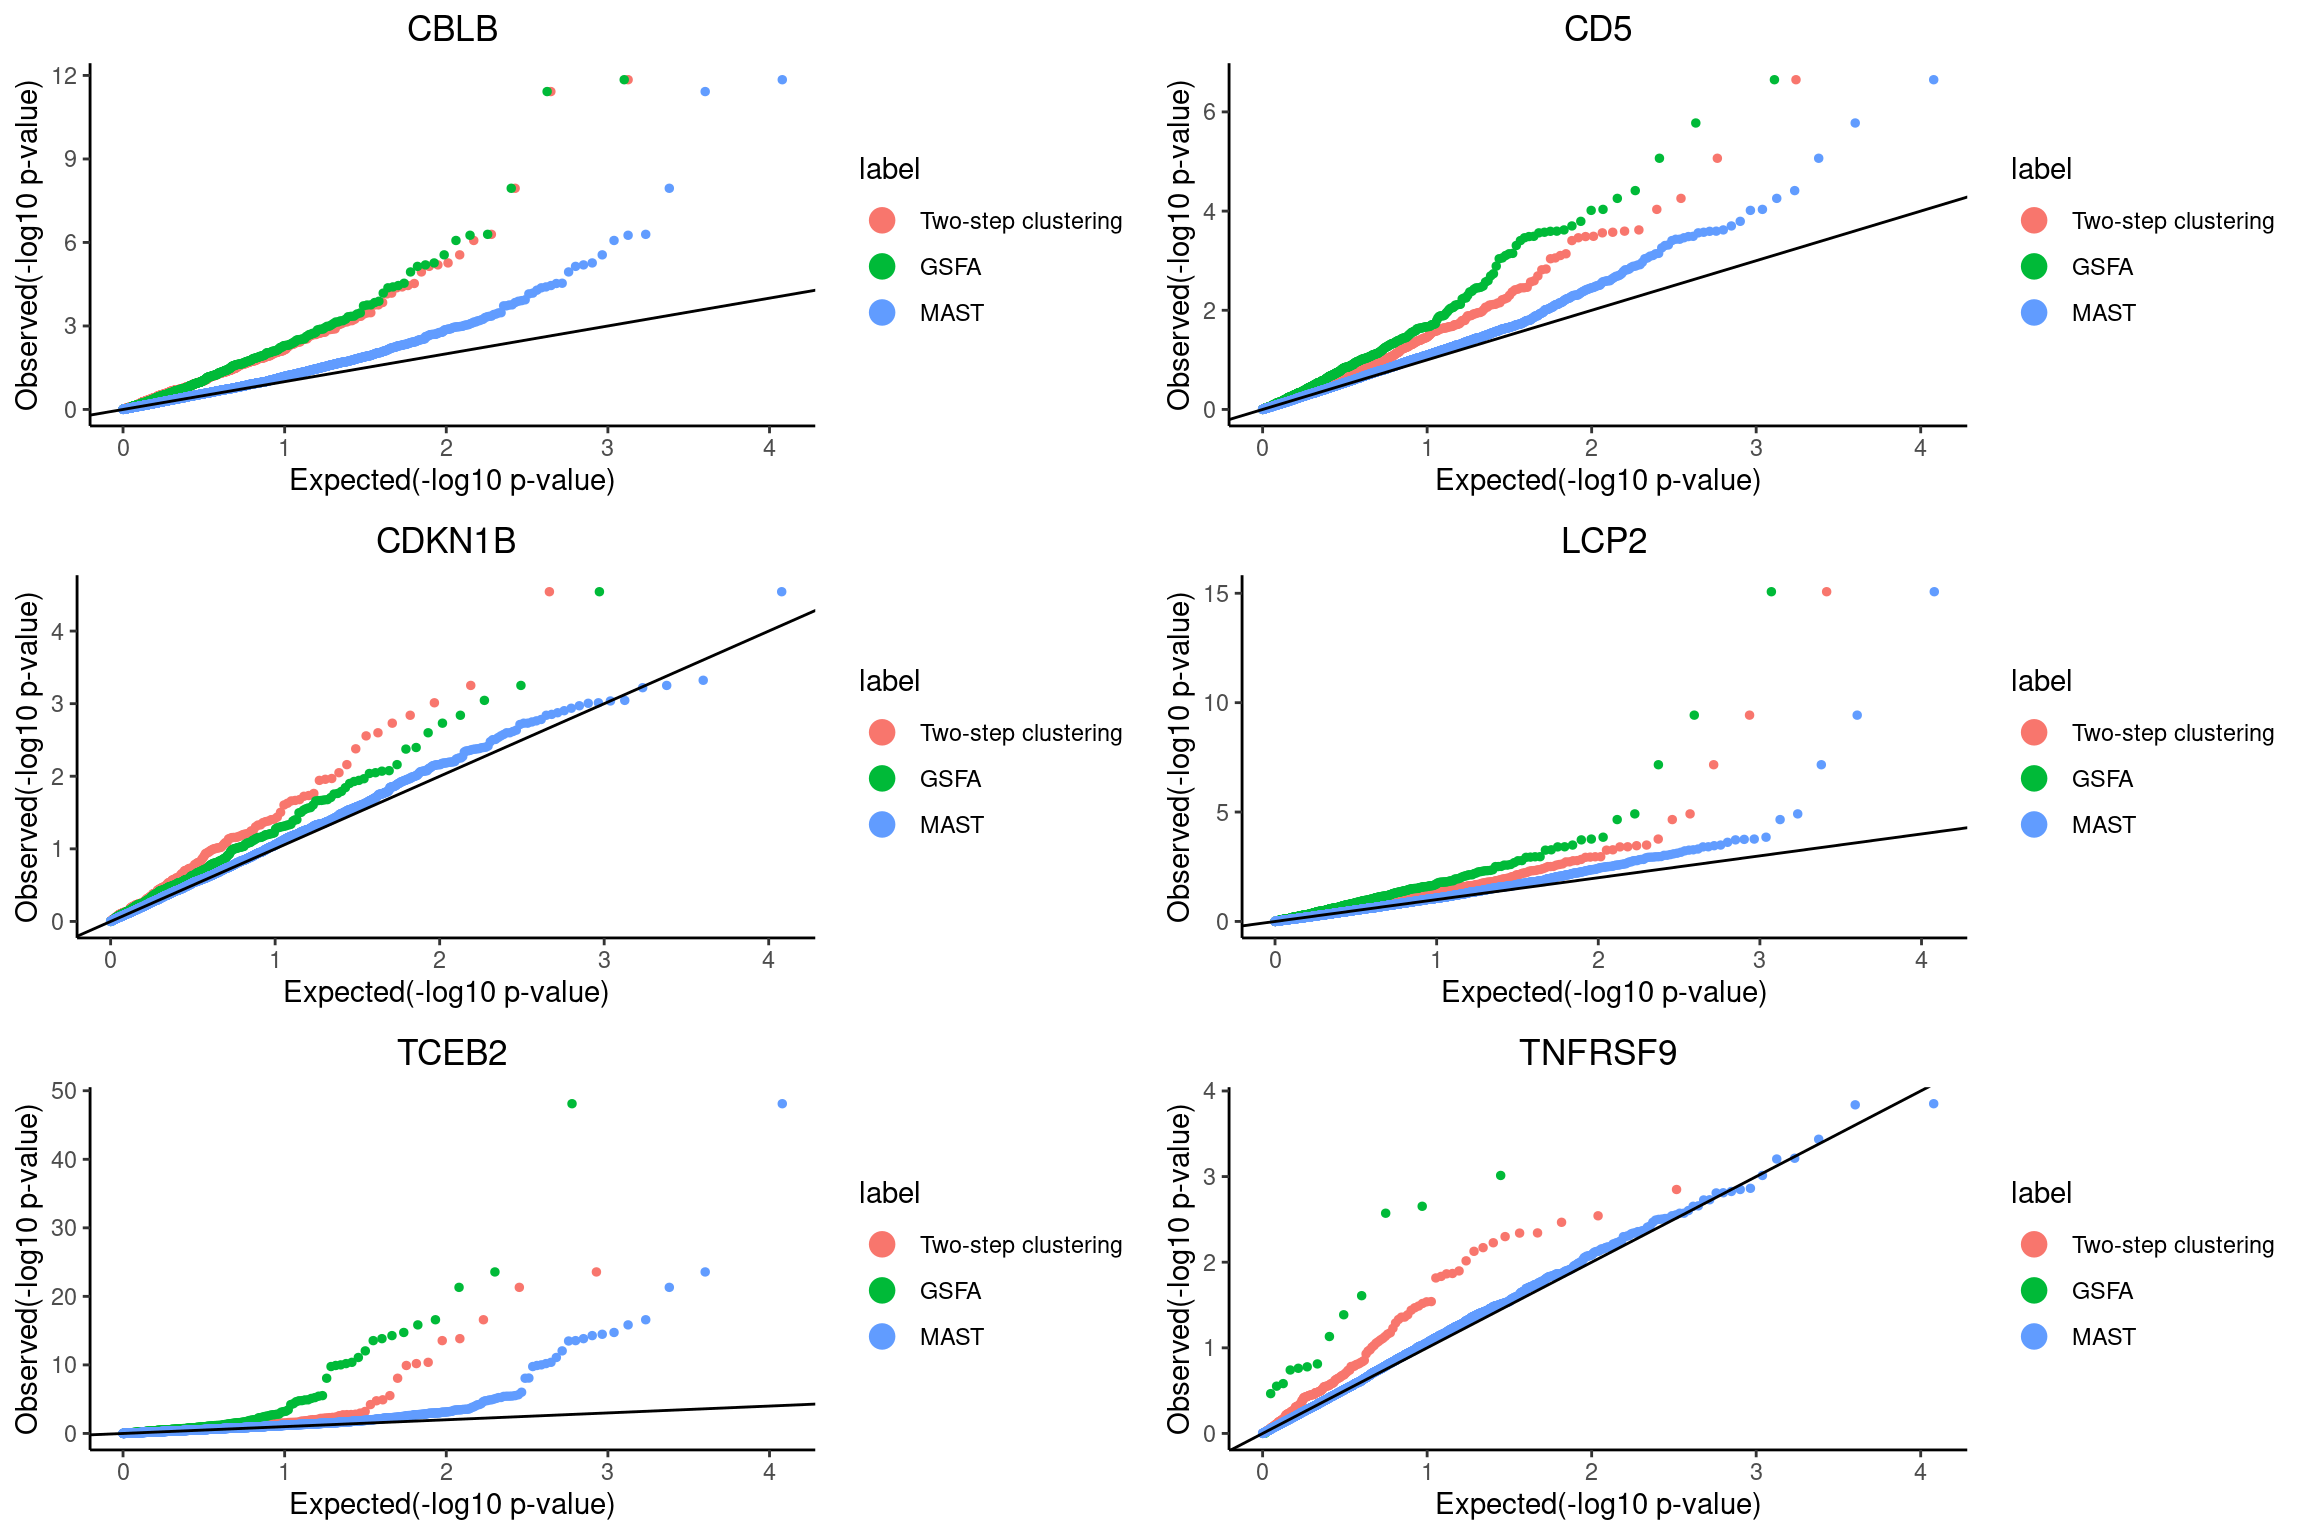 CBLB
Observed(-log10 p-value)
12
9
6
3
0
0 1 2 3 4
Expected(-log10 p-value)
label
Two-step clustering
GSFA
MAST
CD5
Observed(-log10 p-value)
6
4
2
0
0 1 2 3 4
Expected(-log10 p-value)
label
Two-step clustering
GSFA
MAST
CDKN1B
Observed(-log10 p-value)
4
3
2
1
0
0 1 2 3 4
Expected(-log10 p-value)
label
Two-step clustering
GSFA
MAST
LCP2
Observed(-log10 p-value)
15
10
5
0
0 1 2 3 4
Expected(-log10 p-value)
label
Two-step clustering
GSFA
MAST
TCEB2
Observed(-log10 p-value)
50
40
30
20
10
0
0 1 2 3 4
Expected(-log10 p-value)
label
Two-step clustering
GSFA
MAST
TNFRSF9
Observed(-log10 p-value)
4
3
2
1
0
0 1 2 3 4
Expected(-log10 p-value)
label
Two-step clustering
GSFA
MAST